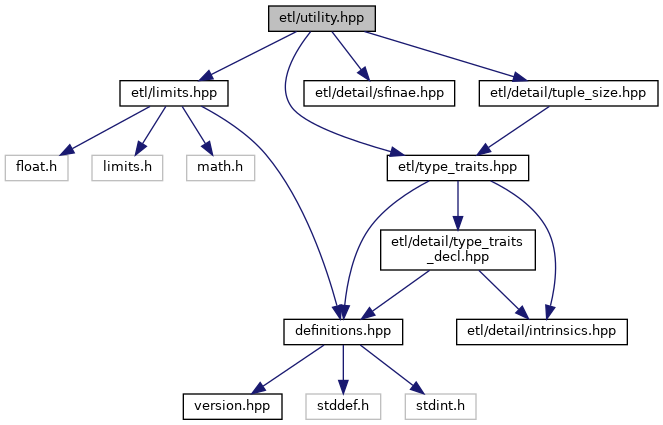 etl/utility.hpp
etl/limits.hpp
etl/detail/sfinae.hpp
etl/detail/tuple_size.hpp
float.h
limits.h
math.h
etl/type_traits.hpp
etl/detail/type_traits
_decl.hpp
definitions.hpp
etl/detail/intrinsics.hpp
version.hpp
stddef.h
stdint.h